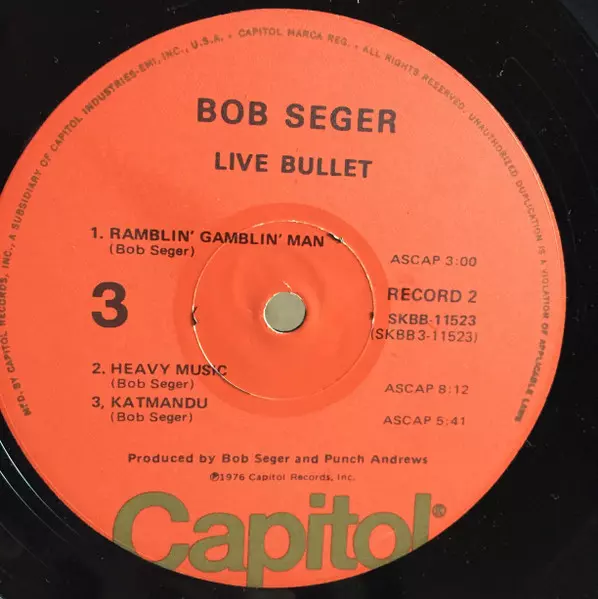 MFD. BY CAPITOL RECORDS, INC., A SUBSIDIARY OF CAPITOL INDUSTRIES-EMI, INC., U.S.A. • CAPITOL MARCA REG. • ALL RIGHTS RESERVED. UNAUTHORIZED DUPLICATION IS A VIOLATION OF APPLICABLE LAWS
BOB SEGER
LIVE BULLET
1. RAMBLIN' GAMBLIN' MAN
(Bob Seger)
ASCAP 3:00
3
RECORD 2
SKBB-11523
(SKBB3-11523)
2. HEAVY MUSIC
(Bob Seger)
ASCAP 8:12
3, KATMANDU
(Bob Seger)
ASCAP 5:41
Produced by Bob Seger and Punch Andrews
℗1976 Capitol Records, Inc.
Capitol®